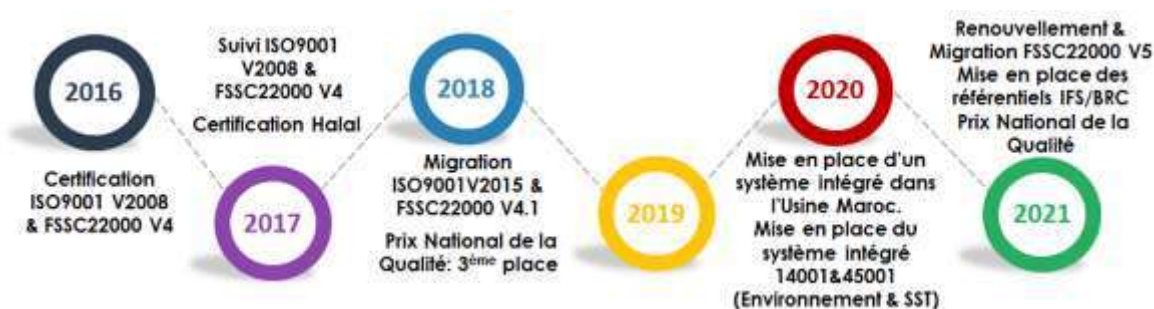 2016
Certification
ISO9001 V2008
& FSSC22000 V4
Suivi ISO9001
V2008 &
FSSC22000 V4
Certification Halal
2017
2018
Migration
ISO9001V2015 &
FSSC22000 V4.1
Prix National de la
Qualité: 3ème place
2019
2020
Mise en place d'un
système intégré dans
l'Usine Maroc.
Mise en place du
système intégré
14001&45001
(Environnement & SST)
Renouvellement &
Migration FSSC22000 V5
Mise en place des
référentiels IFS/BRC
Prix National de la
Qualité
2021